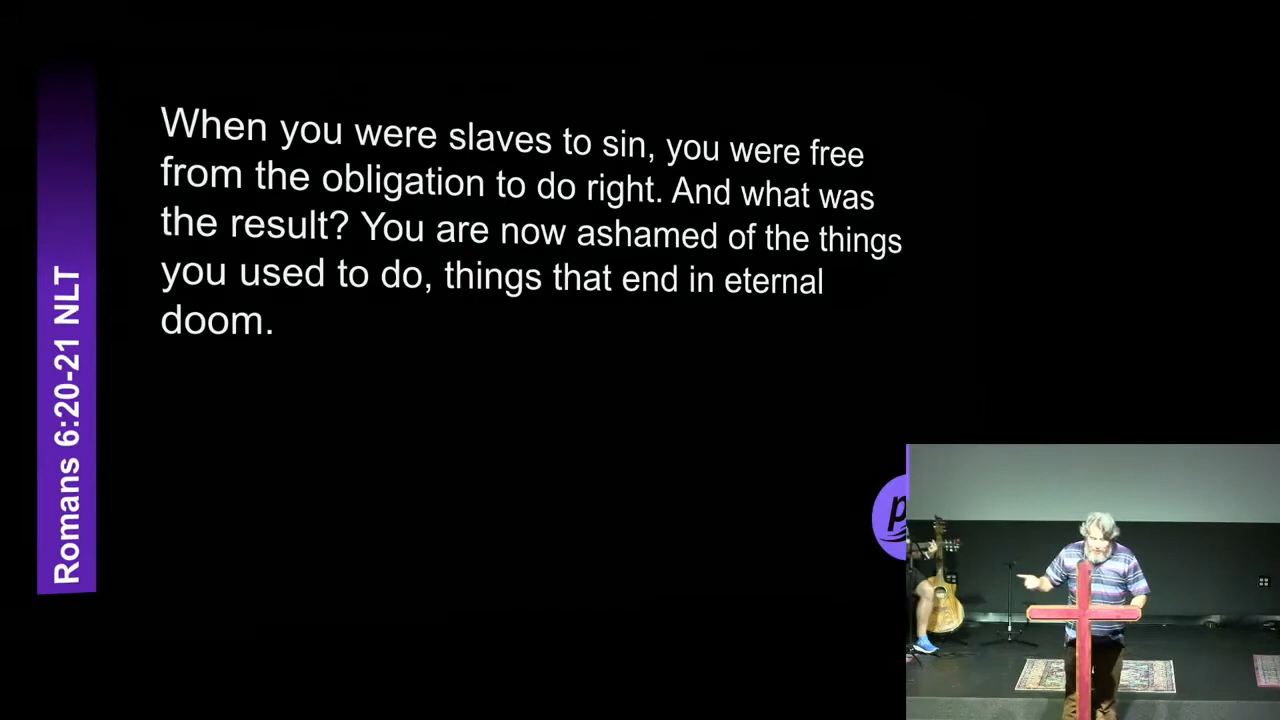 When you were slaves to sin, you were free
from the obligation to do right. And what was
the result? You are now ashamed of the things
you used to do, things that end in eternal
doom.
Romans 6:20-21 NLT
p